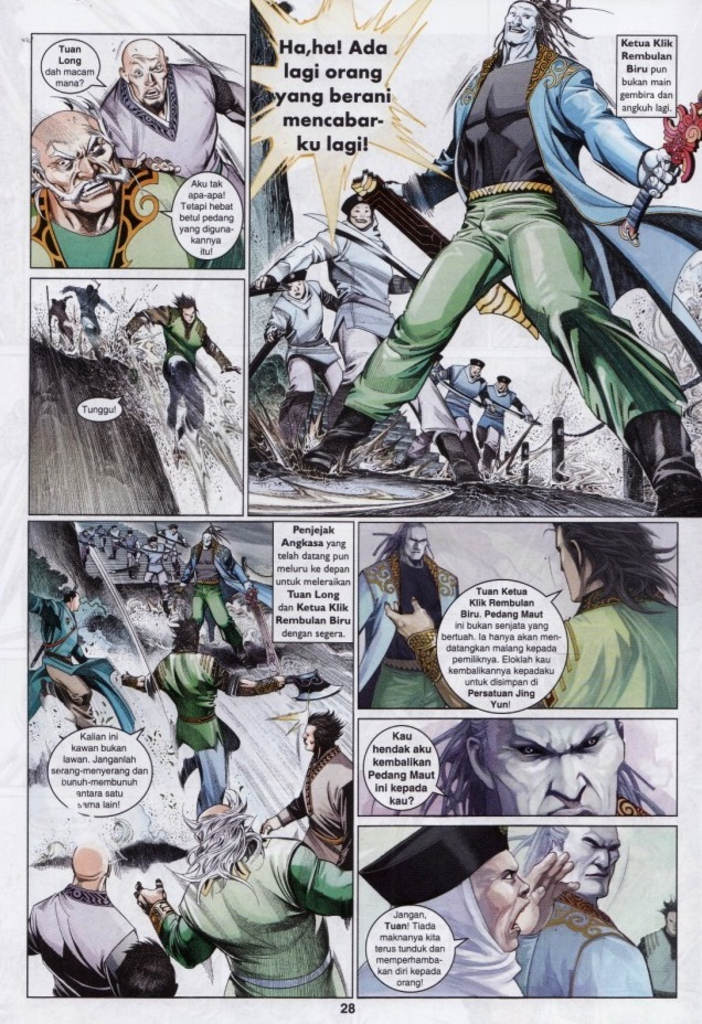 Tuan
Long
dah macam
mana?
Aku tak
apa-apa!
Tetapi hebat
betul pedang
yang diguna-
kannya
itu!
Ha,ha! Ada
lagi orang
yang berani
mencabar-
ku lagi!
Ketua Klik
Rembulan
Biru pun
bukan main
gembira dan
angkuh lagi.
Tunggu!
Penjejak
Angkasa yang
telah datang pun
meluru ke depan
untuk meleraikan
Tuan Long
dan Ketua Klik
Rembulan Biru
dengan segera.
Kalian ini
kawan bukan
lawan. Janganlah
serang-menyerang dan
bunuh-membunuh
antara satu
sama lain!
Tuan Ketua
Klik Rembulan
Biru. Pedang Maut
ini bukan senjata yang
bertuah. Ia hanya akan men-
datangkan malang kepada
pemiliknya. Eloklah kau
kembalikannya kepadaku
untuk disimpan di
Persatuan Jing
Yun!
Kau
hendak aku
kembalikan
Pedang Maut
ini kepada
kau?
Jangan,
Tuan! Tiada
maknanya kita
terus tunduk dan
memperhamba-
kan diri kepada
orang!
28